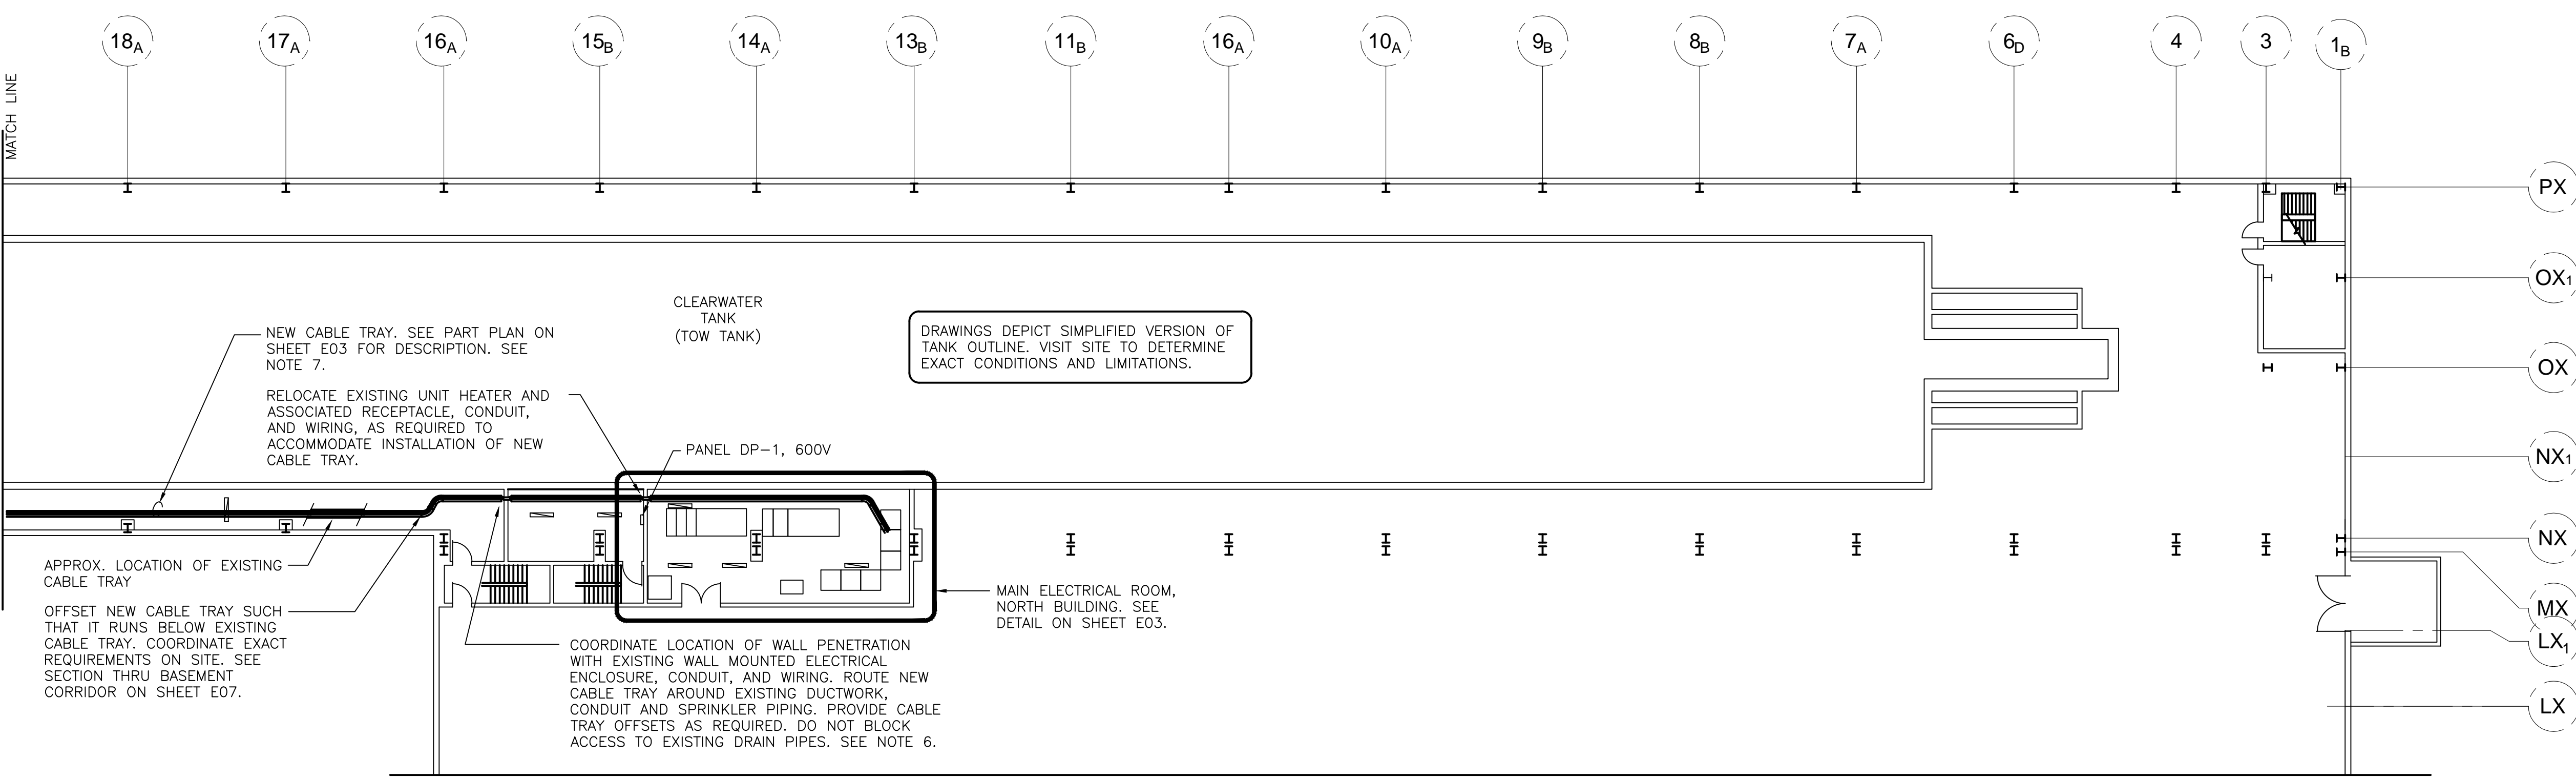 18A
17A
16A
15B
14A
13B
11B
16A
10A
9B
8B
7A
6D
4
3
1B
MATCH LINE
PX
OX1
OX
NX1
NX
MX
LX1
LX
CLEARWATER
TANK
(TOW TANK)
DRAWINGS DEPICT SIMPLIFIED VERSION OF
TANK OUTLINE. VISIT SITE TO DETERMINE
EXACT CONDITIONS AND LIMITATIONS.
NEW CABLE TRAY. SEE PART PLAN ON
SHEET E03 FOR DESCRIPTION. SEE
NOTE 7.
RELOCATE EXISTING UNIT HEATER AND
ASSOCIATED RECEPTACLE, CONDUIT,
AND WIRING, AS REQUIRED TO
ACCOMMODATE INSTALLATION OF NEW
CABLE TRAY.
PANEL DP-1, 600V
APPROX. LOCATION OF EXISTING
CABLE TRAY
OFFSET NEW CABLE TRAY SUCH
THAT IT RUNS BELOW EXISTING
CABLE TRAY. COORDINATE EXACT
REQUIREMENTS ON SITE. SEE
SECTION THRU BASEMENT
CORRIDOR ON SHEET E07.
COORDINATE LOCATION OF WALL PENETRATION
WITH EXISTING WALL MOUNTED ELECTRICAL
ENCLOSURE, CONDUIT, AND WIRING. ROUTE NEW
CABLE TRAY AROUND EXISTING DUCTWORK,
CONDUIT AND SPRINKLER PIPING. PROVIDE CABLE
TRAY OFFSETS AS REQUIRED. DO NOT BLOCK
ACCESS TO EXISTING DRAIN PIPES. SEE NOTE 6.
MAIN ELECTRICAL ROOM,
NORTH BUILDING. SEE
DETAIL ON SHEET E03.